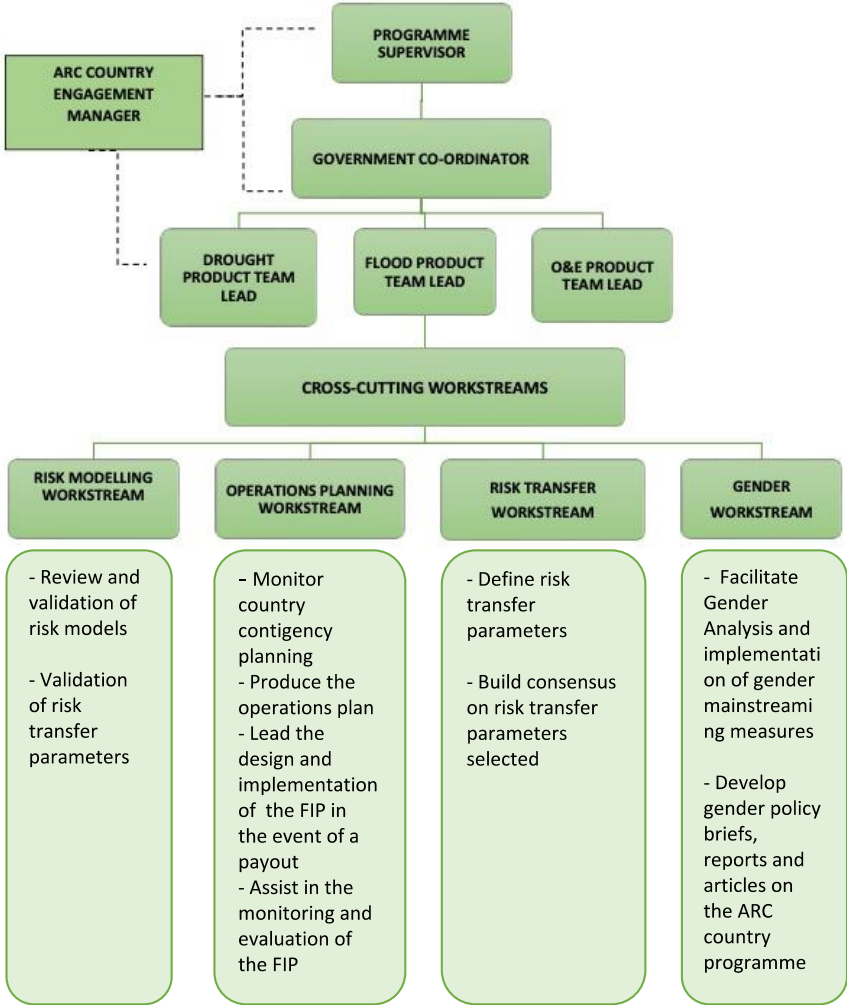 PROGRAMME
SUPERVISOR
ARC COUNTRY
ENGAGEMENT
MANAGER
GOVERNMENT CO-ORDINATOR
DROUGHT
PRODUCT TEAM
LEAD
FLOOD PRODUCT
TEAM LEAD
O&E PRODUCT
TEAM LEAD
CROSS-CUTTING WORKSTREAMS
RISK MODELLING
WORKSTREAM
OPERATIONS PLANNING
WORKSTREAM
RISK TRANSFER
WORKSTREAM
GENDER
WORKSTREAM
- Review and
validation of
risk models
- Validation
of risk
transfer
parameters
- Monitor
country
contigency
planning
- Produce the
operations plan
- Lead the
design and
implementation
of the FIP in
the event of a
payout
- Assist in the
monitoring and
evaluation of
the FIP
- Define risk
transfer
parameters
- Build consensus
on risk transfer
parameters
selected
- Facilitate
Gender
Analysis and
implementati
on of gender
mainstreami
ng measures
- Develop
gender policy
briefs,
reports and
articles on
the ARC
country
programme